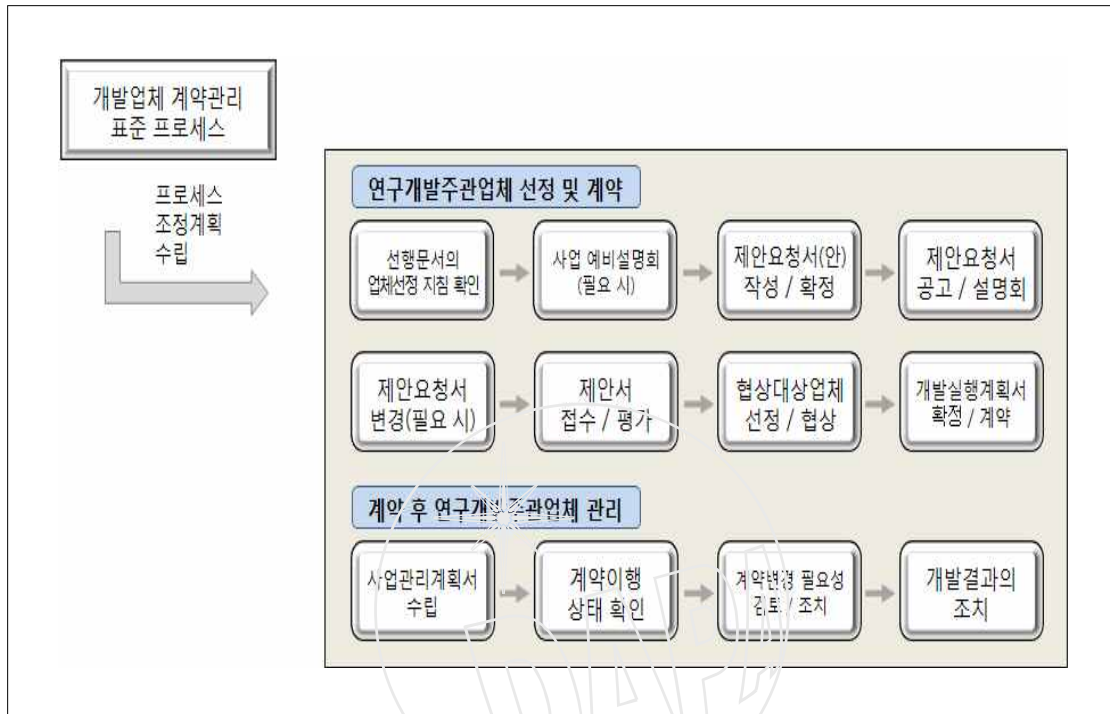 개발업체 계약관리
표준 프로세스
프로세스
조정계획
수립
연구개발주관업체 선정 및 계약
선행문서의
업체선정 지침 확인
사업 예비설명회
(필요 시)
제안요청서(안)
작성 / 확정
제안요청서
공고 / 설명회
제안요청서
변경(필요 시)
제안서
접수 / 평가
협상대상업체
선정 / 협상
개발실행계획서
확정 / 계약
계약 후 연구개발주관업체 관리
사업관리계획서
수립
계약이행
상태 확인
계약변경 필요성
검토 / 조치
개발결과의
조치
DAPA